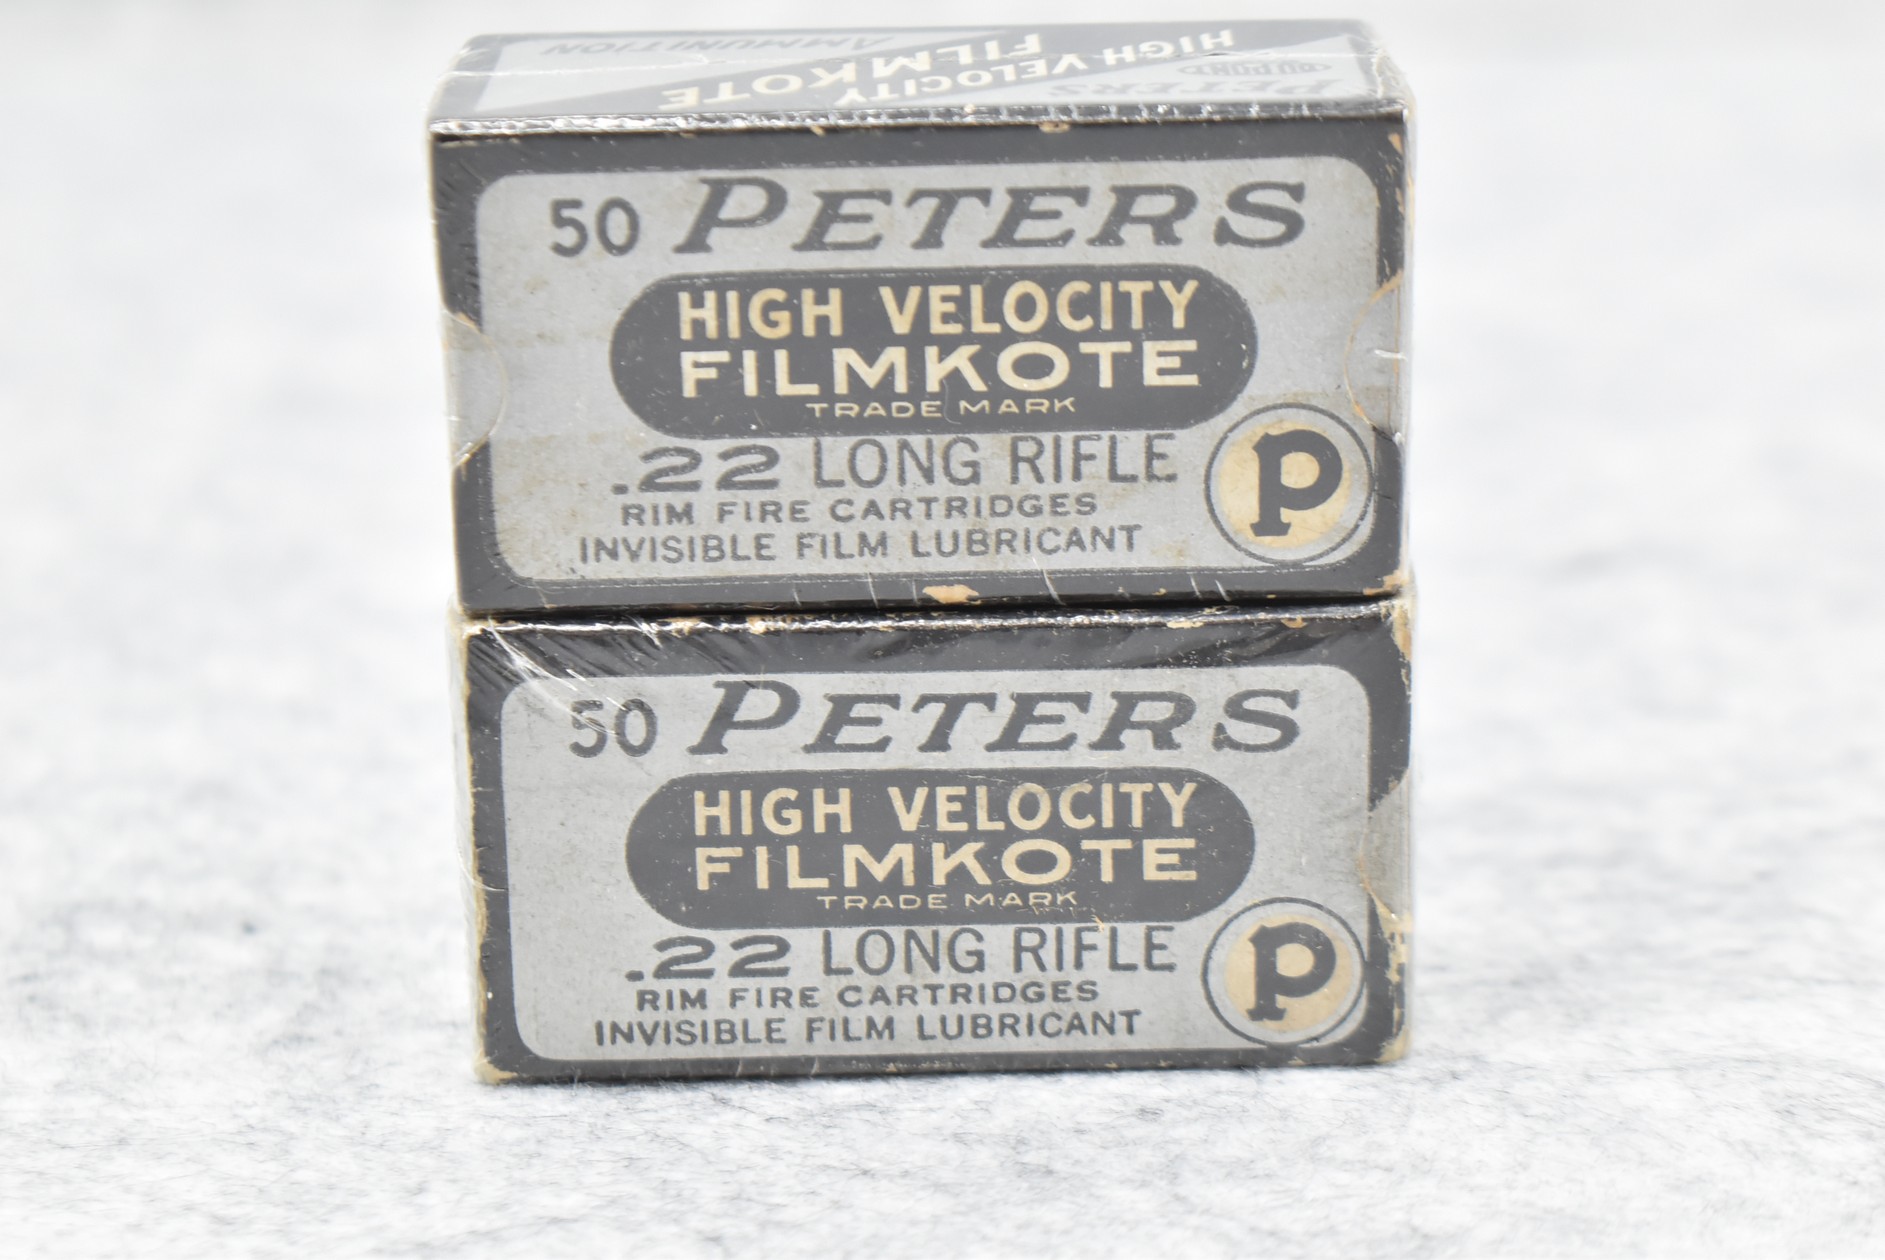 PETERS
DUPONT
HIGH VELOCITY
FILMKOTE
AMMUNITION
50 PETERS
HIGH VELOCITY
FILMKOTE
TRADE MARK
.22 LONG RIFLE
RIM FIRE CARTRIDGES
INVISIBLE FILM LUBRICANT
P
50 PETERS
HIGH VELOCITY
FILMKOTE
TRADE MARK
.22 LONG RIFLE
RIM FIRE CARTRIDGES
INVISIBLE FILM LUBRICANT
P